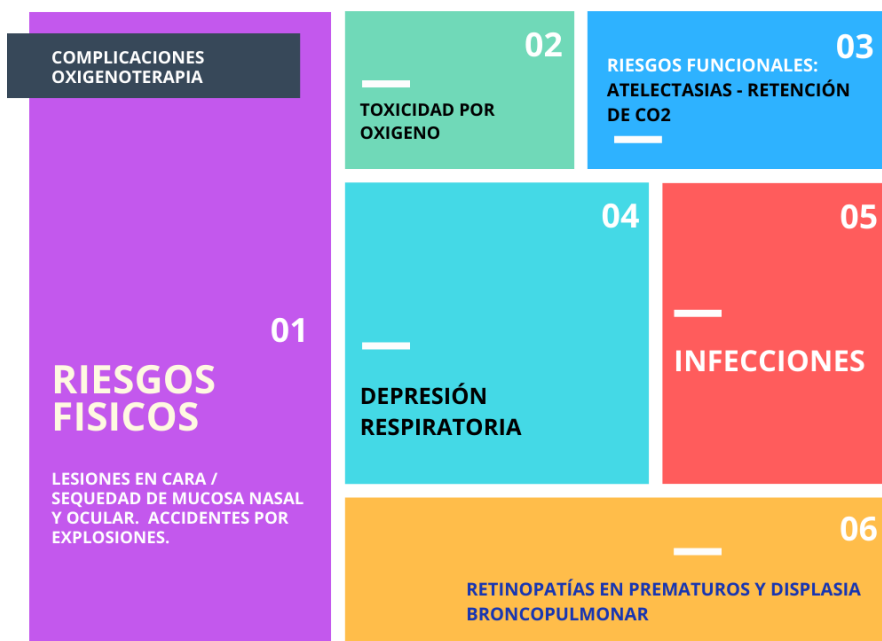 COMPLICACIONES
OXIGENOTERAPIA
01
RIESGOS
FISICOS
LESIONES EN CARA /
SEQUEDAD DE MUCOSA NASAL
Y OCULAR. ACCIDENTES POR
EXPLOSIONES.
02
TOXICIDAD POR
OXIGENO
03
RIESGOS FUNCIONALES:
ATELECTASIAS - RETENCIÓN
DE CO2
04
DEPRESIÓN
RESPIRATORIA
05
INFECCIONES
06
RETINOPATÍAS EN PREMATUROS Y DISPLASIA
BRONCOPULMONAR